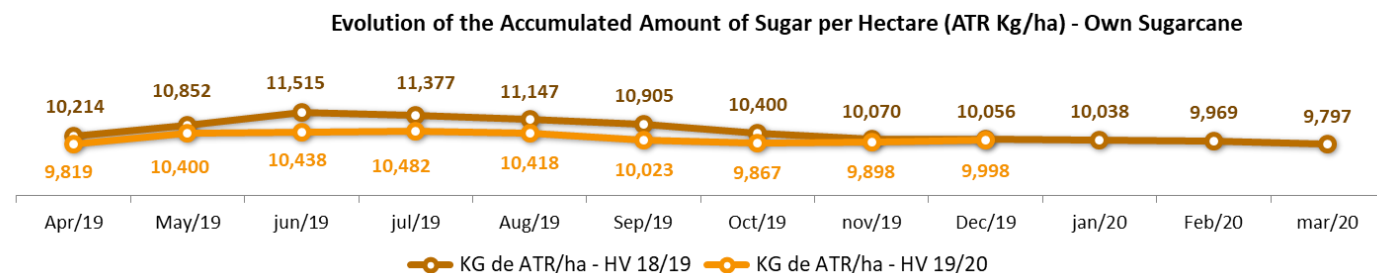 Evolution of the Accumulated Amount of Sugar per Hectare (ATR Kg/ha) - Own Sugarcane
10,214 10,852 11,515 11,377 11,147 10,905 10,400 10,070 10,056 10,038 9,969 9,797
9,819 10,400 10,438 10,482 10,418 10,023 9,867 9,898 9,998
Apr/19 May/19 jun/19 jul/19 Aug/19 Sep/19 Oct/19 nov/19 Dec/19 jan/20 Feb/20 mar/20
KG de ATR/ha - HV 18/19 KG de ATR/ha - HV 19/20